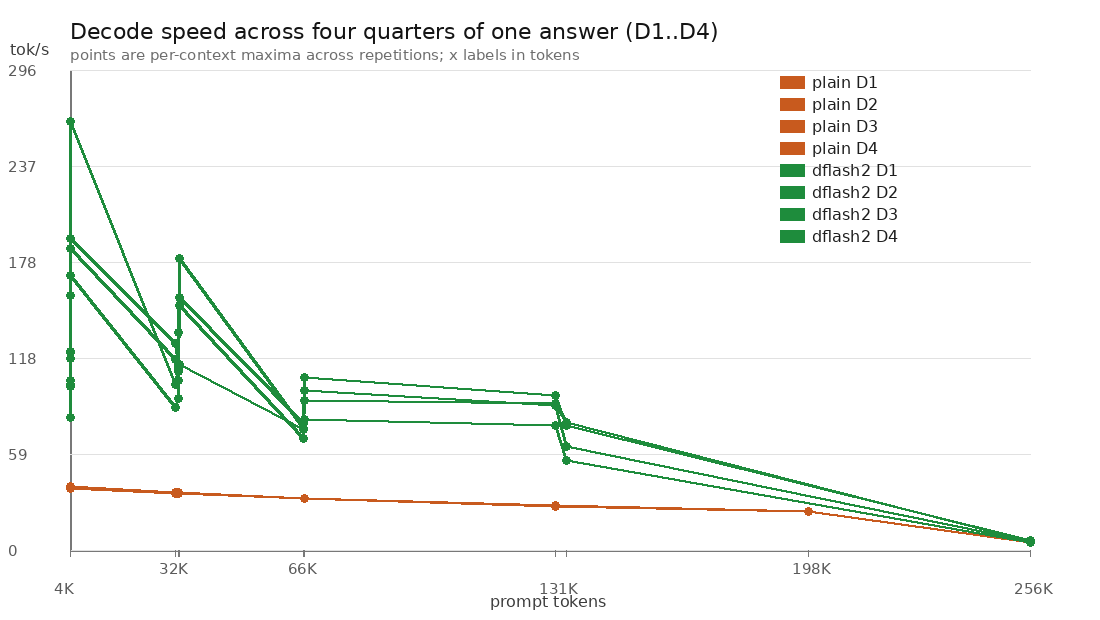 Decode speed across four quarters of one answer (D1..D4)
tok/s
points are per-context maxima across repetitions; x labels in tokens
296
237
178
118
59
0
plain D1
plain D2
plain D3
plain D4
dflash2 D1
dflash2 D2
dflash2 D3
dflash2 D4
32K
66K
198K
4K
131K
256K
prompt tokens